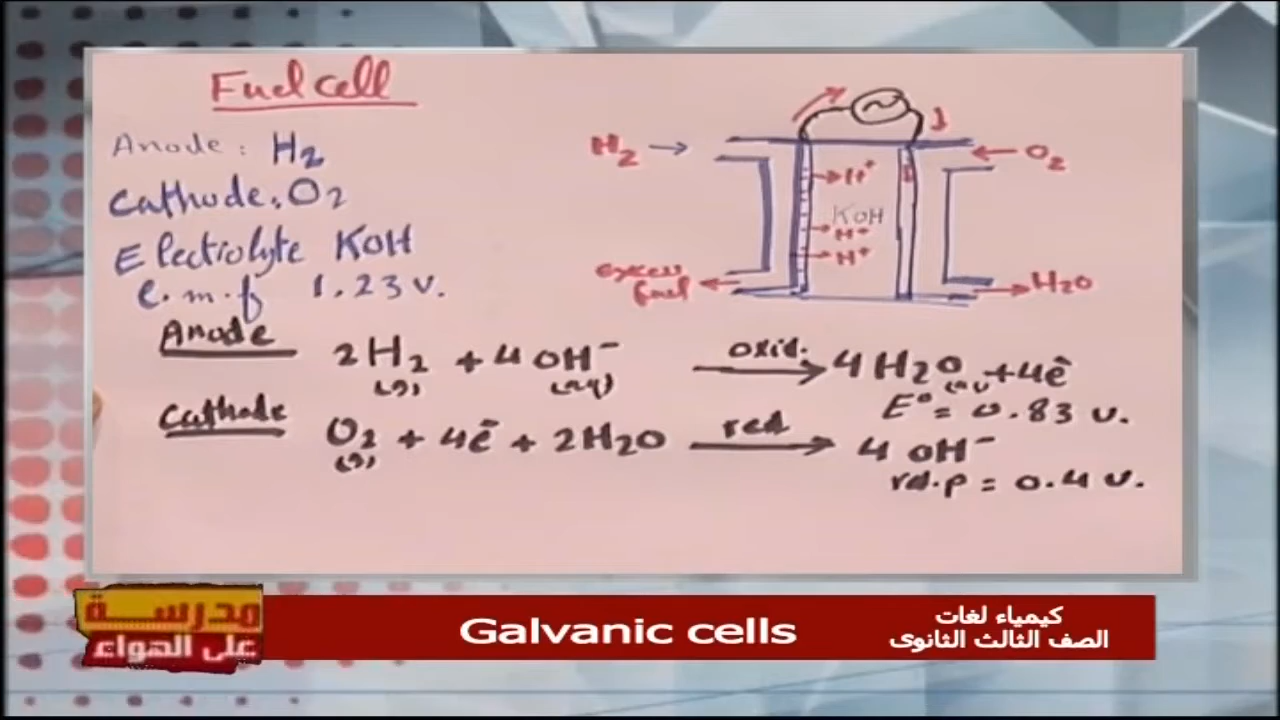 Fuel cell
Anode: H2
Cathode: O2
Electrolyte KOH
e.m.f 1.23 v.
H2 →
← O2
→ H+
KOH
→ H+
→ H+
excess
fuel ←
→ H2O
Anode
2H2(g) + 4OH-(aq) oxid. → 4H2O(v) + 4e-
E° = 0.83 v.
Cathode
O2(g) + 4e- + 2H2O red → 4OH-
rd.p = 0.4 v.
مدرسة
على الهواء
Galvanic cells
كيمياء لغات
الصف الثالث الثانوى